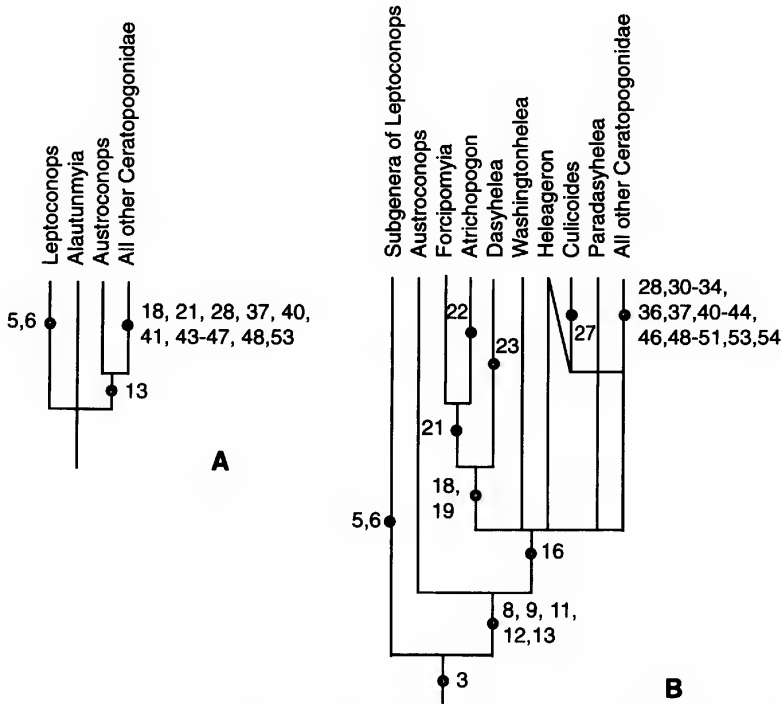 Leptoconops
Alautunmyia
Austroconops
All other Ceratopogonidae
5,6
18, 21, 28, 37, 40,
41, 43-47, 48,53
13
A
Subgenera of Leptoconops
Austroconops
Forcipomyia
Atrichopogon
Dasyhelea
Washingtonhelea
Heleageron
Culicoides
Paradasyhelea
All other Ceratopogonidae
28,30-34,
36,37,40-44,
46,48-51,53,54
22
27
23
21
18,
19
5,6
16
8, 9, 11,
12,13
3
B